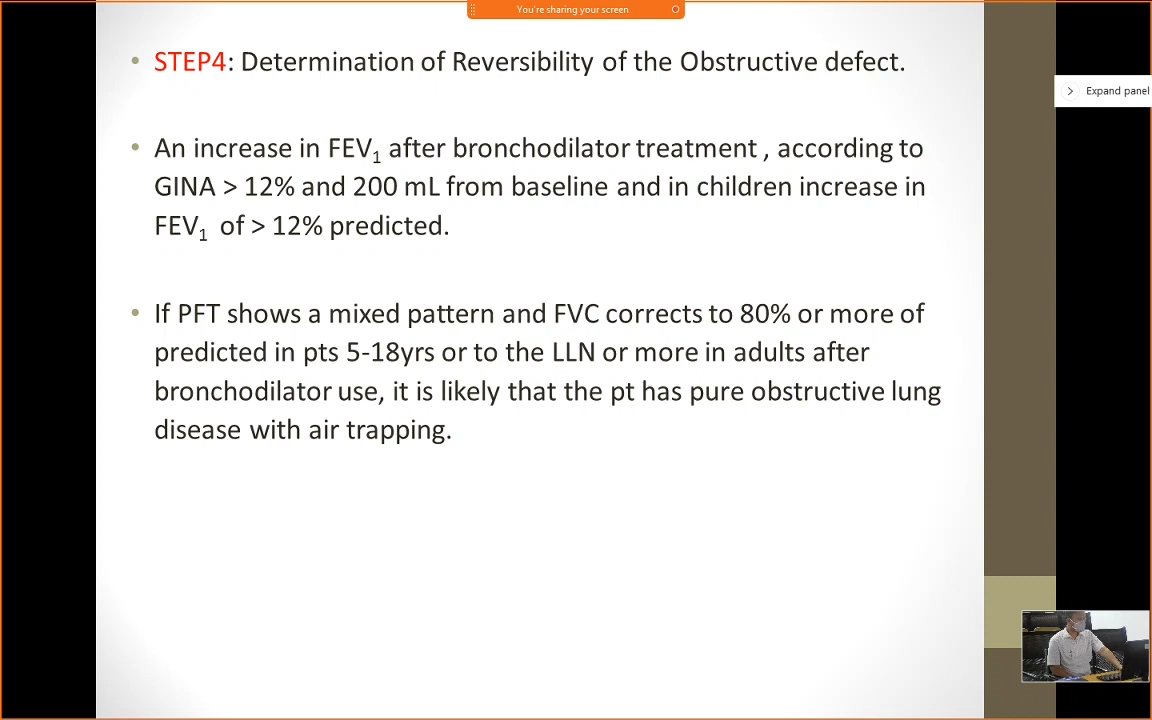 You're sharing your screen
Expand panel
• STEP4: Determination of Reversibility of the Obstructive defect.
• An increase in FEV₁ after bronchodilator treatment , according to
GINA > 12% and 200 mL from baseline and in children increase in
FEV₁ of > 12% predicted.
• If PFT shows a mixed pattern and FVC corrects to 80% or more of
predicted in pts 5-18yrs or to the LLN or more in adults after
bronchodilator use, it is likely that the pt has pure obstructive lung
disease with air trapping.